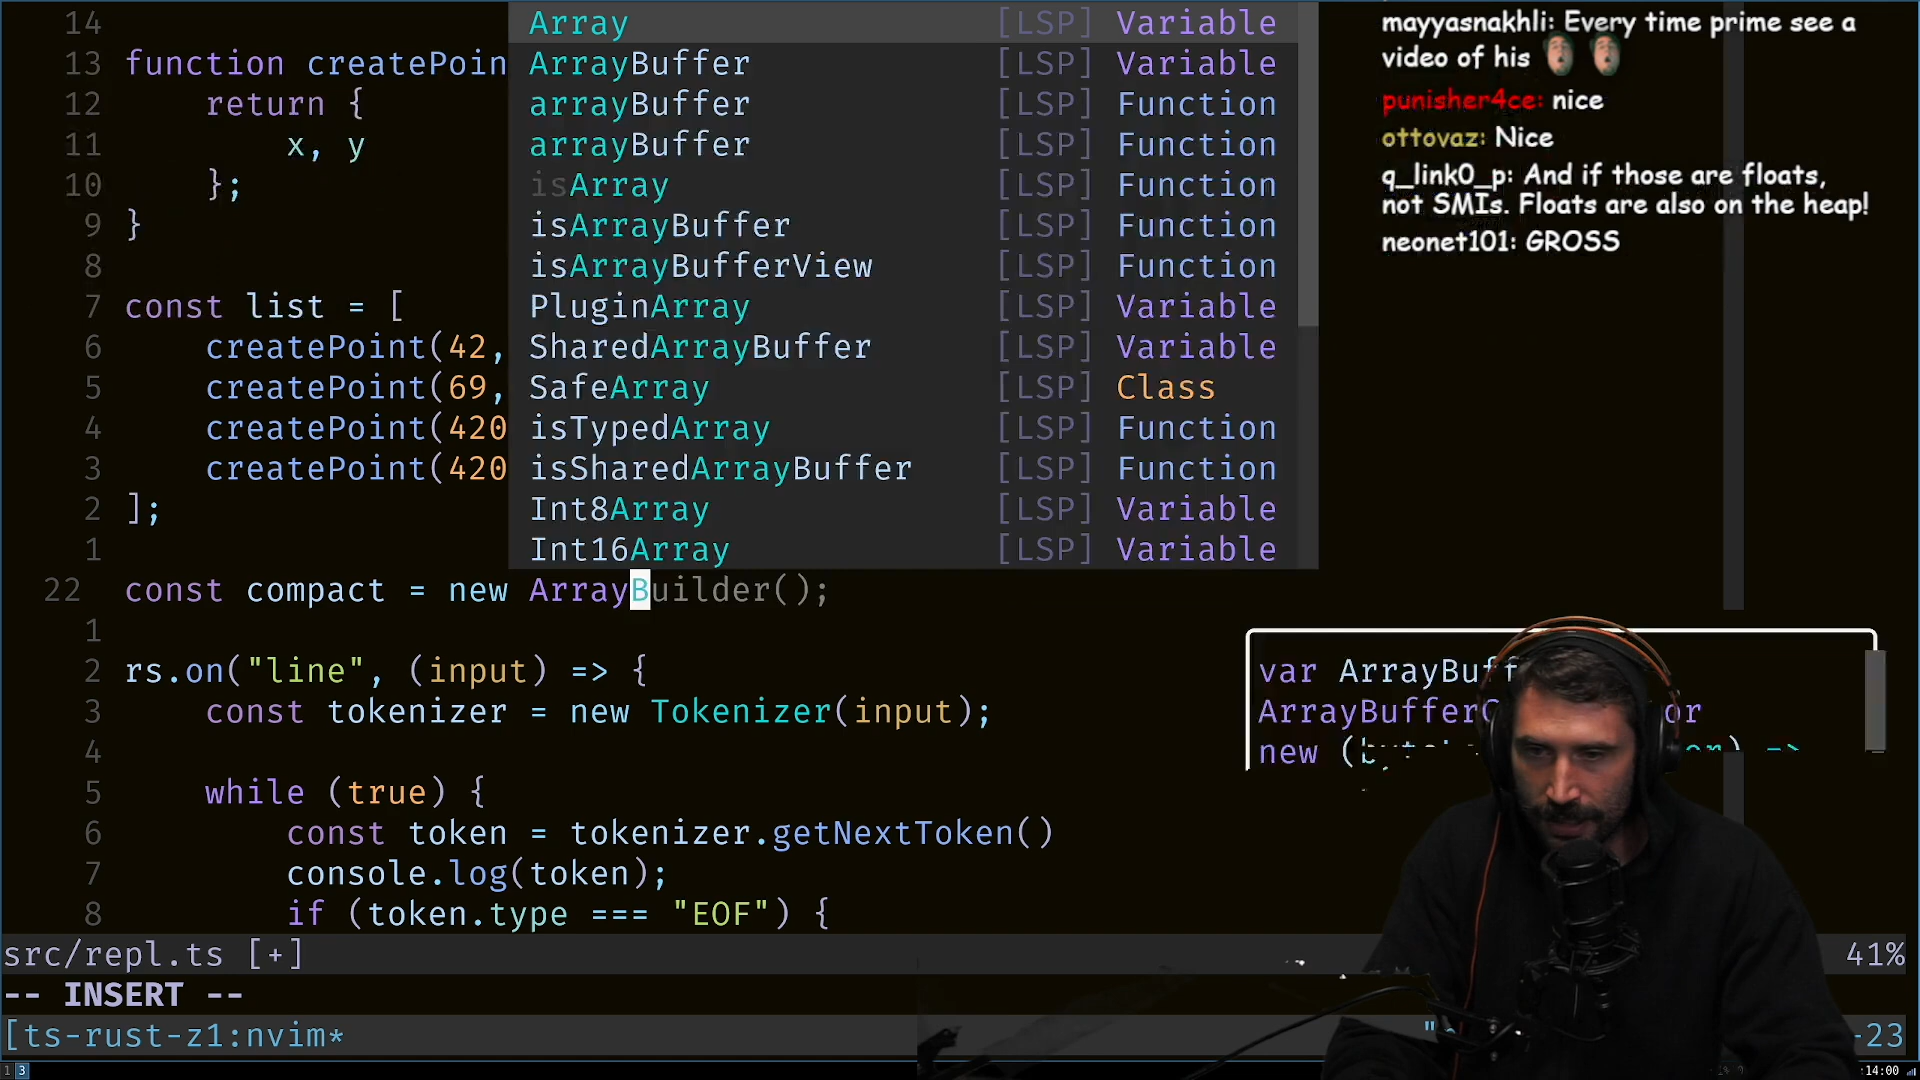 14
13 function createPoin
12 return {
11 x, y
10 };
9 }
8
7 const list = [
6 createPoint(42,
5 createPoint(69,
4 createPoint(420
3 createPoint(420
2 ];
1
22 const compact = new ArrayBuilder();
1
2 rs.on("line", (input) => {
3 const tokenizer = new Tokenizer(input);
4
5 while (true) {
6 const token = tokenizer.getNextToken()
7 console.log(token);
8 if (token.type === "EOF") {
Array [LSP] Variable
ArrayBuffer [LSP] Variable
arrayBuffer [LSP] Function
arrayBuffer [LSP] Function
isArray [LSP] Function
isArrayBuffer [LSP] Function
isArrayBufferView [LSP] Function
PluginArray [LSP] Variable
SharedArrayBuffer [LSP] Variable
SafeArray [LSP] Class
isTypedArray [LSP] Function
isSharedArrayBuffer [LSP] Function
Int8Array [LSP] Variable
Int16Array [LSP] Variable
mayyasnakhli: Every time prime see a
video of his
punisher4ce: nice
ottovaz: Nice
q_link0_p: And if those are floats,
not SMIs. Floats are also on the heap!
neonet101: GROSS
var
new
src/repl.ts [+] 41%
-- INSERT --
[ts-rust-z1:nvim* -23
1 3 :14:00